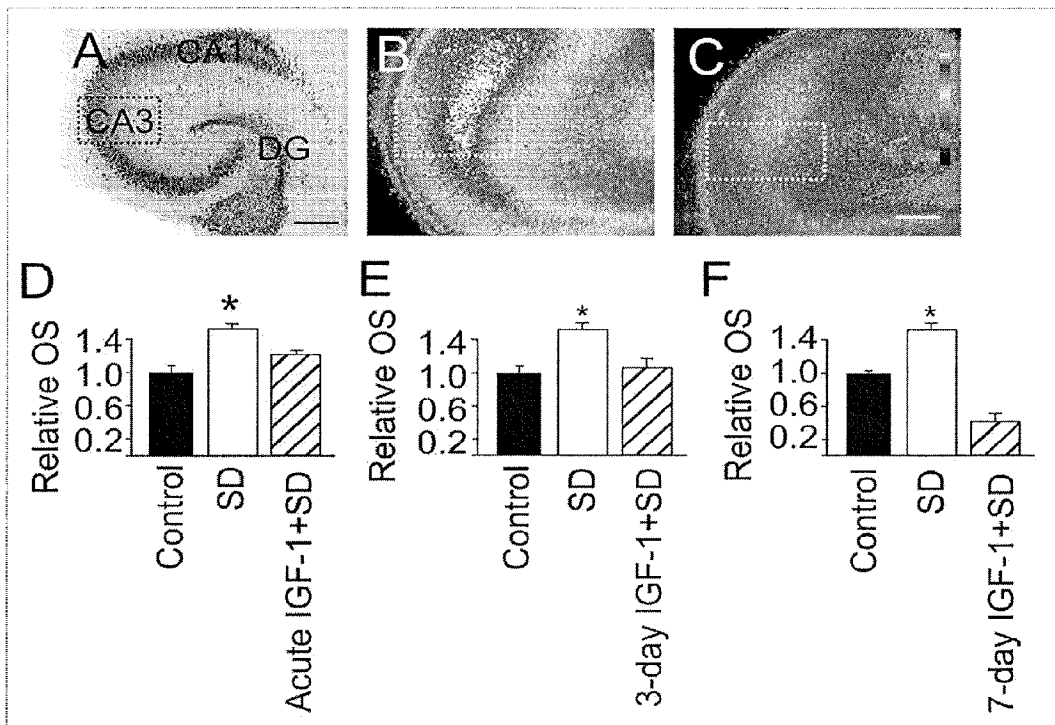 A
CA1
CA3
DG
B
C
D
Relative OS
1.4
1.0
0.6
0.2
*
Control
SD
Acute IGF-1+SD
E
Relative OS
1.4
1.0
0.6
0.2
*
Control
SD
3-day IGF-1+SD
F
Relative OS
1.4
1.0
0.6
0.2
*
Control
SD
7-day IGF-1+SD